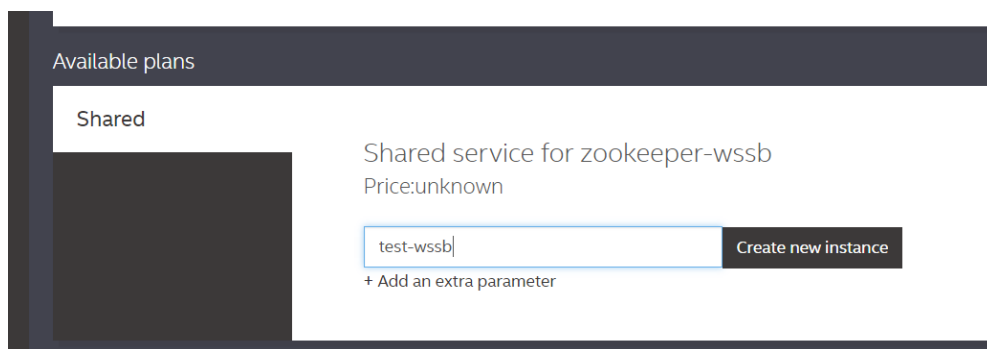 Available plans
Shared
Shared service for zookeeper-wssb
Price:unknown
test-wssb
Create new instance
+ Add an extra parameter